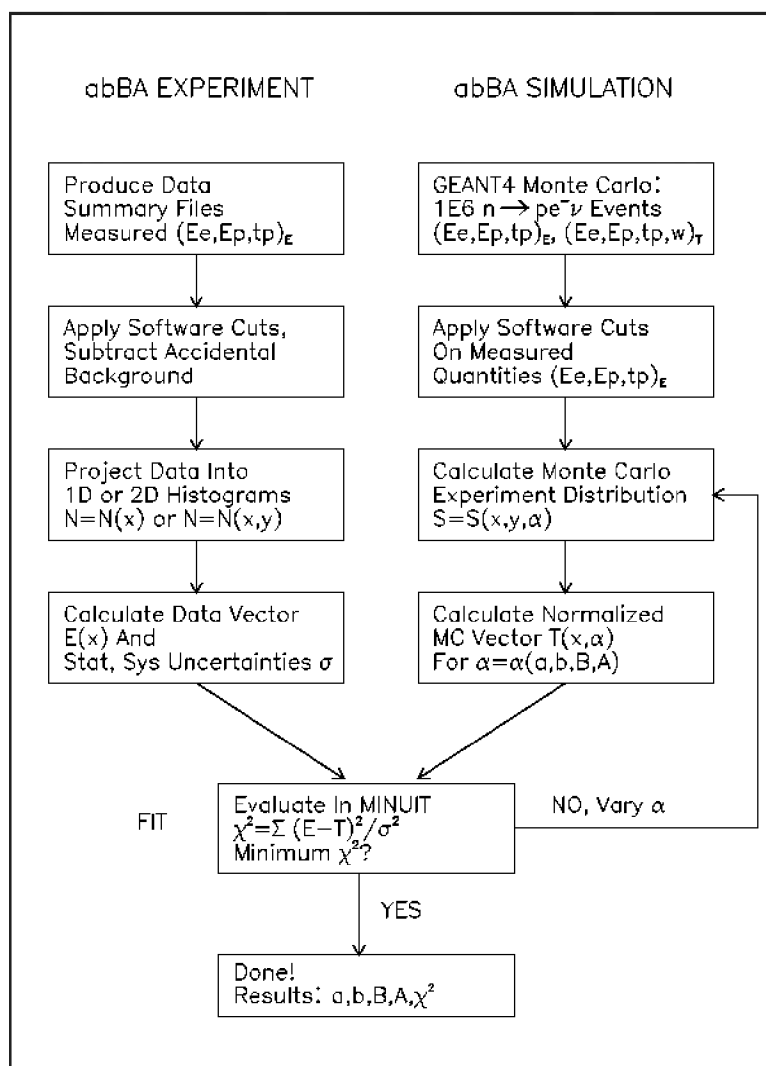 abBA EXPERIMENT
Produce Data
Summary Files
Measured (Ee,Ep,tp)_E
Apply Software Cuts,
Subtract Accidental
Background
Project Data Into
1D or 2D Histograms
N=N(x) or N=N(x,y)
Calculate Data Vector
E(x) And
Stat, Sys Uncertainties σ
abBA SIMULATION
GEANT4 Monte Carlo:
1E6 n→pe⁻ν Events
(Ee,Ep,tp)_E, (Ee,Ep,tp,w)_T
Apply Software Cuts
On Measured
Quantities (Ee,Ep,tp)_E
Calculate Monte Carlo
Experiment Distribution
S=S(x,y,α)
Calculate Normalized
MC Vector T(x,α)
For α=α(a,b,B,A)
FIT
Evaluate In MINUIT
χ²=Σ (E−T)²/σ²
Minimum χ²?
NO, Vary α
YES
Done!
Results: a,b,B,A,χ²